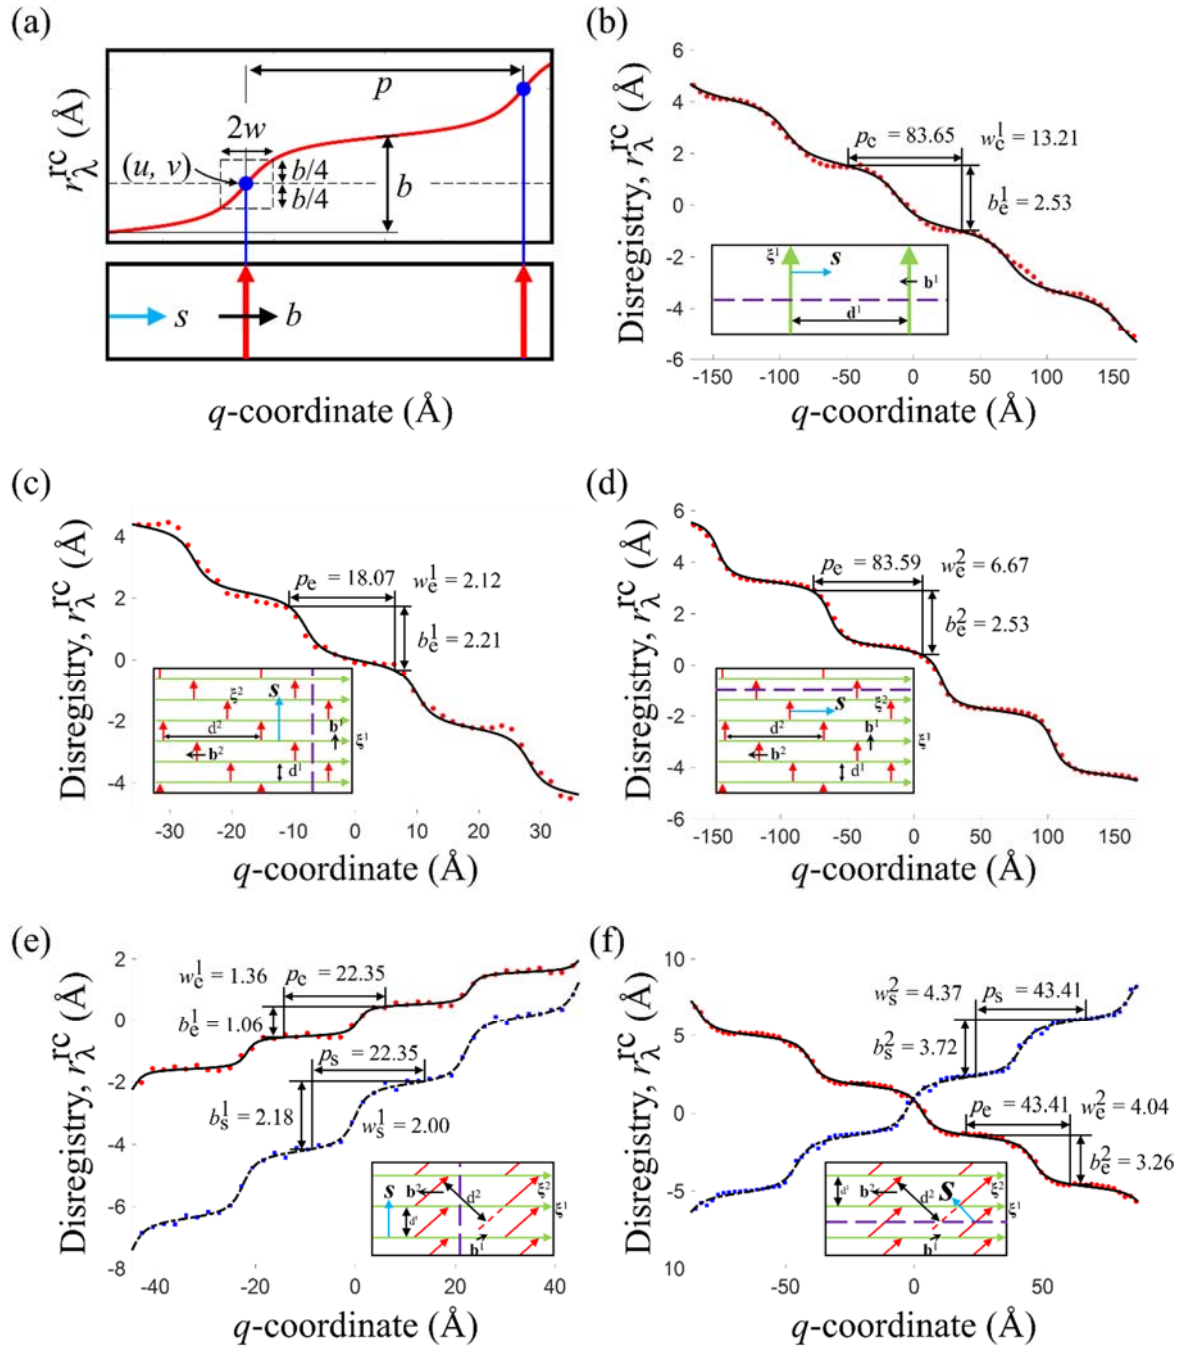 (a)
r_λ^rc (Å)
p
2w
(u, v)
b/4
b/4
b
s
b
q-coordinate (Å)
(b)
Disregistry, r_λ^rc (Å)
6
4
2
0
-2
-4
-6
p_e = 83.65
w_e^1 = 13.21
b_e^1 = 2.53
ξ^1
s
b^1
d^1
-150 -100 -50 0 50 100 150
q-coordinate (Å)
(c)
Disregistry, r_λ^rc (Å)
4
2
0
-2
-4
p_e = 18.07
w_e^1 = 2.12
b_e^1 = 2.21
s
ξ^2
d^2
b^1
ξ^1
b^2
d^1
-30 -20 -10 0 10 20 30
q-coordinate (Å)
(d)
Disregistry, r_λ^rc (Å)
6
4
2
0
-2
-4
-6
p_e = 83.59
w_e^2 = 6.67
b_e^2 = 2.53
ξ^2
s
d^2
b^1
ξ^1
b^2
d^1
-150 -100 -50 0 50 100 150
q-coordinate (Å)
(e)
Disregistry, r_λ^rc (Å)
2
0
-2
-4
-6
-8
w_e^1 = 1.36
p_e = 22.35
b_e^1 = 1.06
p_s = 22.35
b_s^1 = 2.18
w_s^1 = 2.00
s
b^2
d^2
ξ^2
d^1
ξ^1
b^1
-40 -20 0 20 40
q-coordinate (Å)
(f)
Disregistry, r_λ^rc (Å)
10
5
0
-5
10
w_s^2 = 4.37
p_s = 43.41
b_s^2 = 3.72
p_e = 43.41
w_e^2 = 4.04
b_e^2 = 3.26
b^2
d^2
S
ξ^2
d^1
ξ^1
b^1
-50 0 50
q-coordinate (Å)